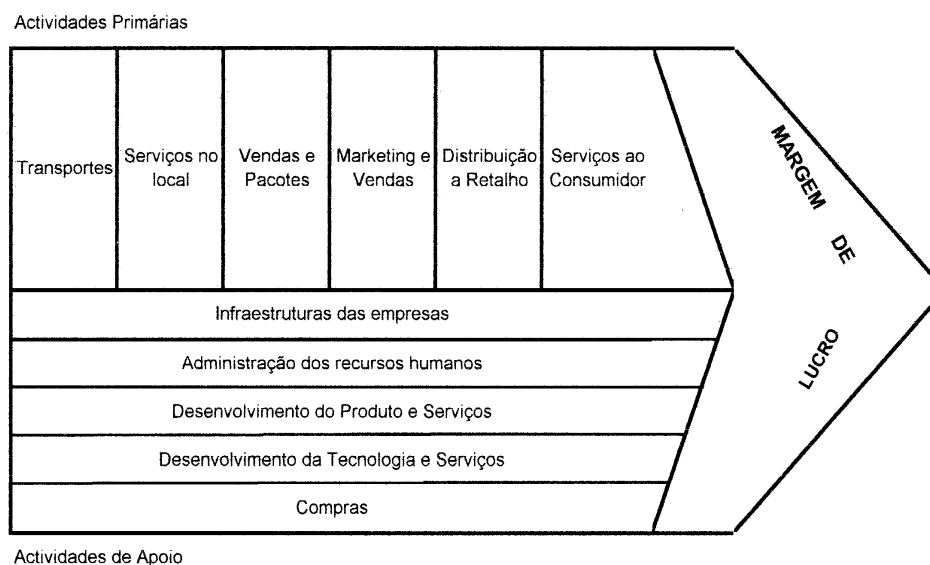 Actividades Primárias
Transportes
Serviços no
local
Vendas e
Pacotes
Marketing e
Vendas
Distribuição
a Retalho
Serviços ao
Consumidor
MARGEM DE
LUCRO
Infraestruturas das empresas
Administração dos recursos humanos
Desenvolvimento do Produto e Serviços
Desenvolvimento da Tecnologia e Serviços
Compras
Actividades de Apoio